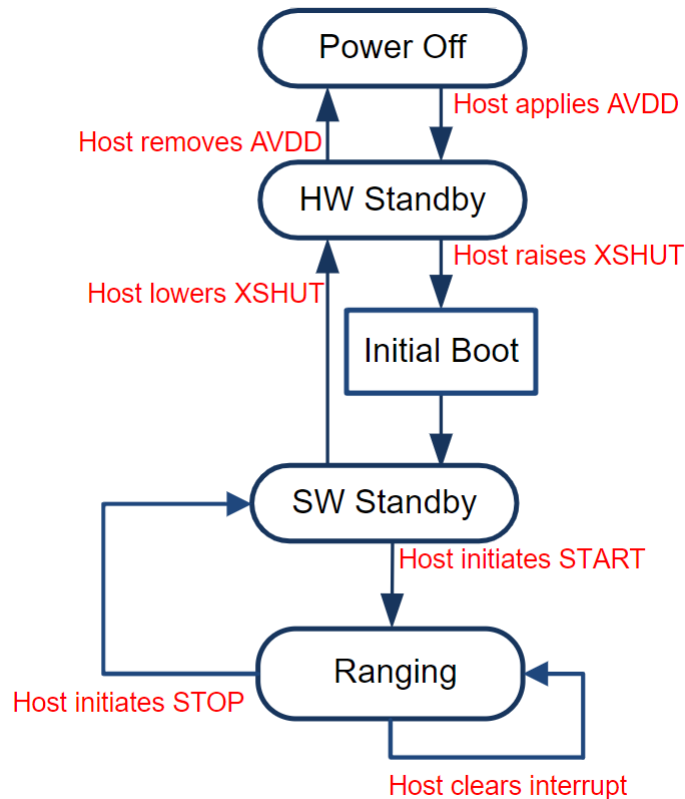 Power Off
Host applies AVDD
Host removes AVDD
HW Standby
Host raises XSHUT
Host lowers XSHUT
Initial Boot
SW Standby
Host initiates START
Ranging
Host initiates STOP
Host clears interrupt